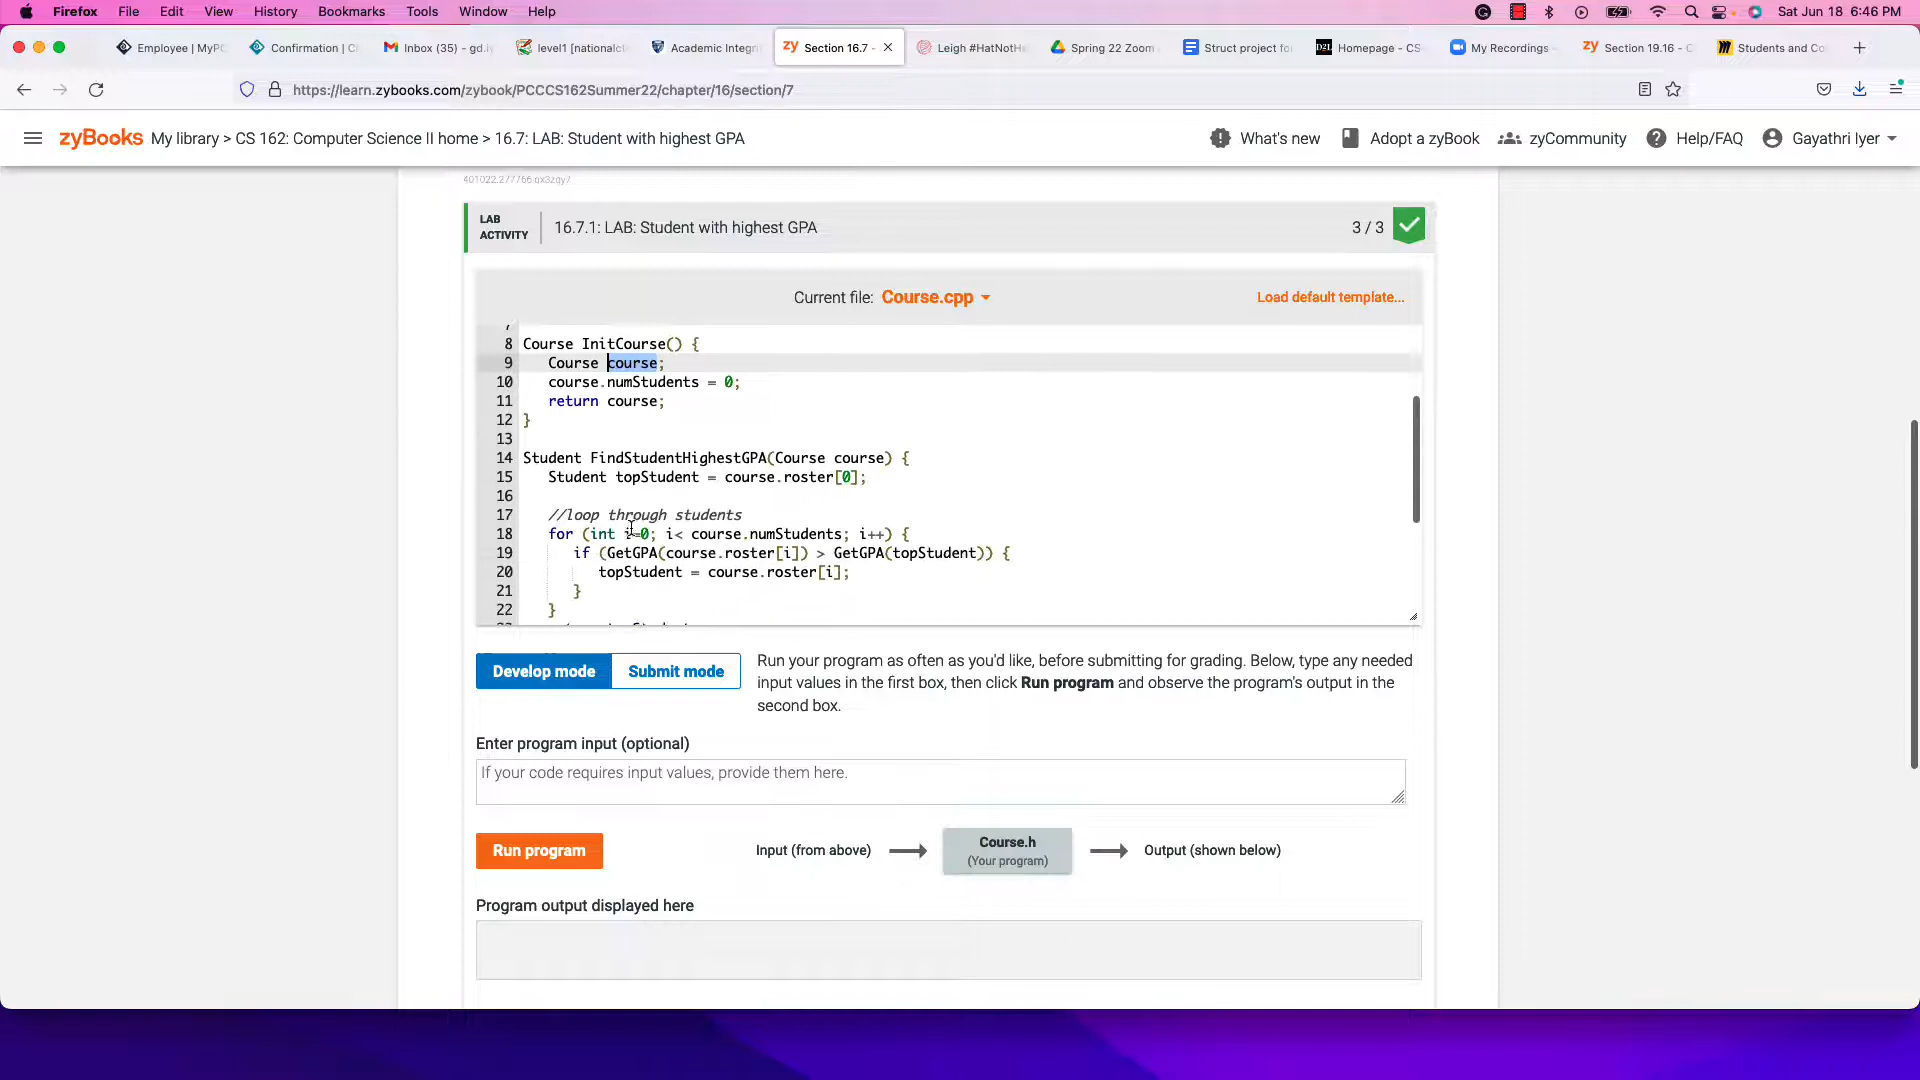 Firefox File Edit View History Bookmarks Tools Window Help Sat Jun 18 6:46 PM
Employee | MyPC Confirmation | C Inbox (35) - gd.iy level1 [nationalcl Academic Integri Section 16.7 - Leigh #HatNotHe Spring 22 Zoom Struct project fo Homepage - CS My Recordings - Section 19.16 - C Students and Co
https://learn.zybooks.com/zybook/PCCCS162Summer22/chapter/16/section/7
zyBooks My library > CS 162: Computer Science II home > 16.7: LAB: Student with highest GPA What's new Adopt a zyBook zyCommunity Help/FAQ Gayathri Iyer
401022.277766.qx3zqy7
LAB ACTIVITY 16.7.1: LAB: Student with highest GPA 3 / 3
Current file: Course.cpp Load default template...
7
8 Course InitCourse() {
9 Course course;
10 course.numStudents = 0;
11 return course;
12 }
13
14 Student FindStudentHighestGPA(Course course) {
15 Student topStudent = course.roster[0];
16
17 //loop through students
18 for (int i=0; i< course.numStudents; i++) {
19 if (GetGPA(course.roster[i]) > GetGPA(topStudent)) {
20 topStudent = course.roster[i];
21 }
22 }
Develop mode Submit mode Run your program as often as you'd like, before submitting for grading. Below, type any needed
input values in the first box, then click Run program and observe the program's output in the
second box.
Enter program input (optional)
If your code requires input values, provide them here.
Run program Input (from above) Course.h (Your program) Output (shown below)
Program output displayed here